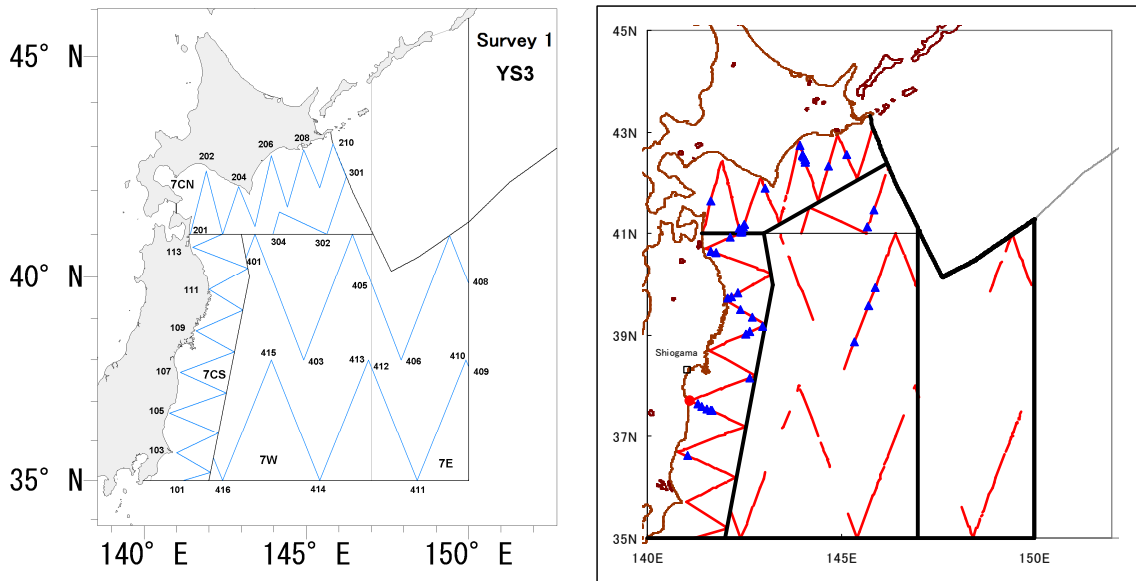 45° E
40° E
35° E
140° E
145° E
150° E
Survey 1
YS3
202
206
208
210
204
301
7CN
201
304
302
113
401
111
405
408
109
415
403
413
412
406
410
409
107
7CS
105
103
7W
7E
101
416
414
411
45N
43N
41N
39N
37N
35N
140E
145E
150E
Shiogama